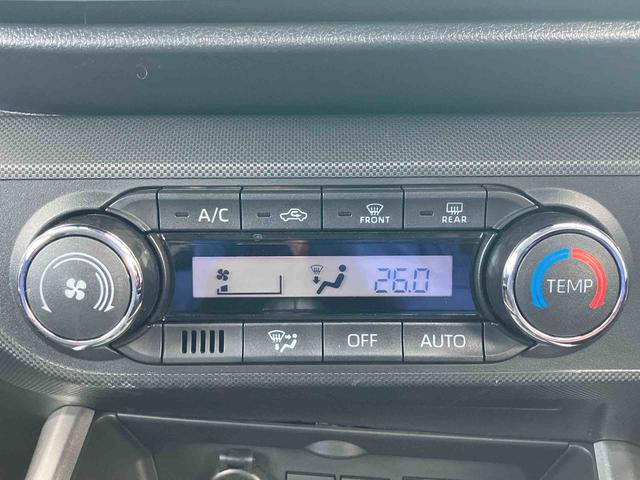 A/C FRONT REAR
26.0
TEMP
OFF AUTO